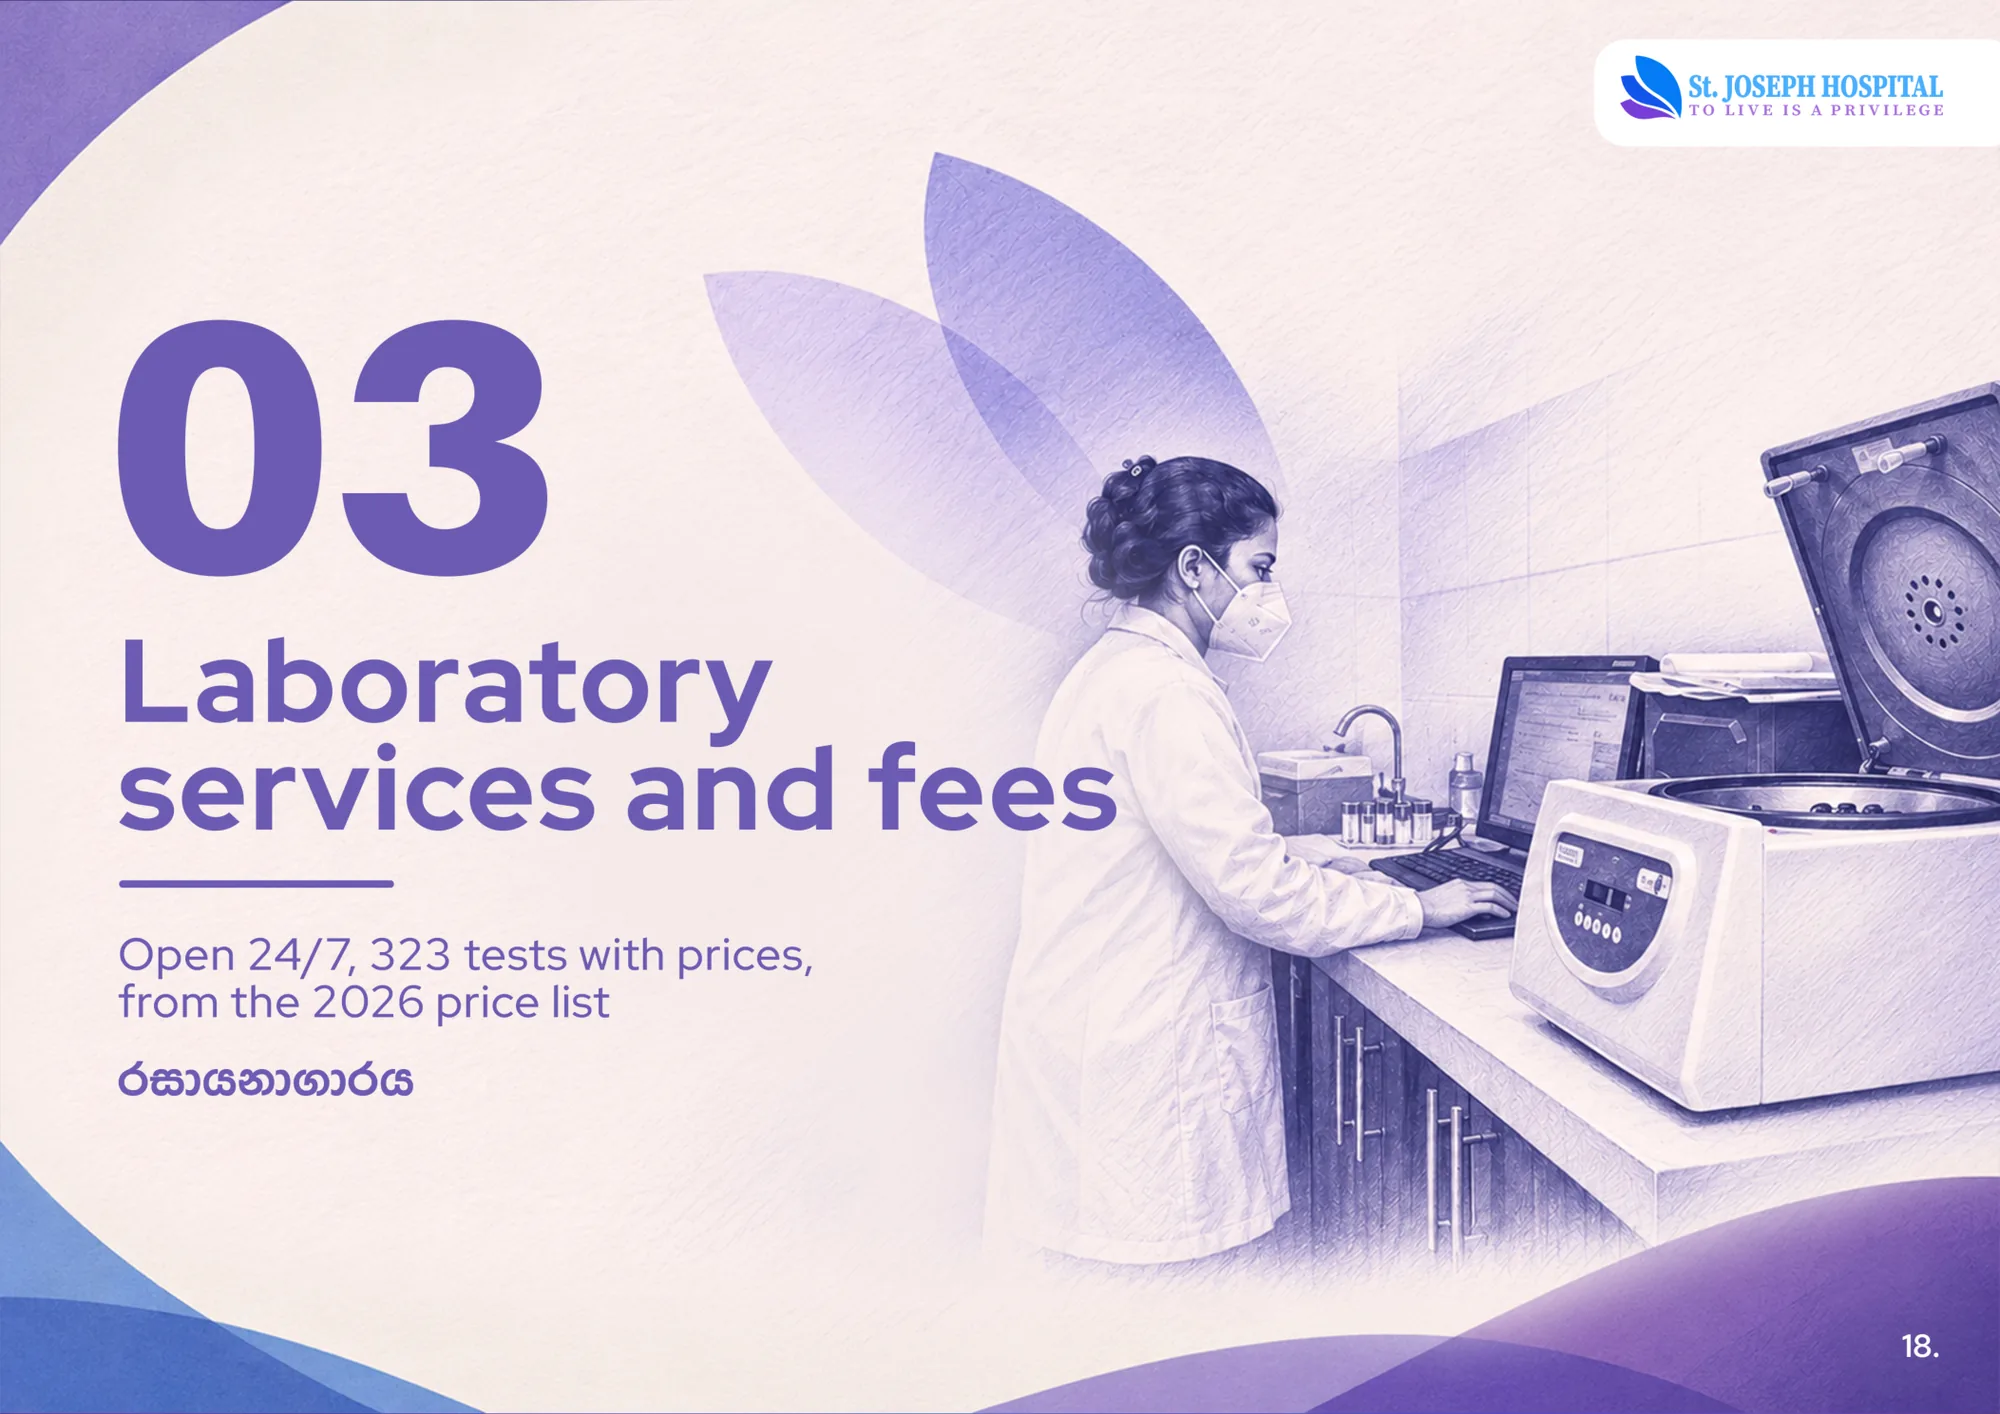 St. JOSEPH HOSPITAL
TO LIVE IS A PRIVILEGE
03
Laboratory
services and fees
Open 24/7, 323 tests with prices,
from the 2026 price list
රසායනාගාරය
18.